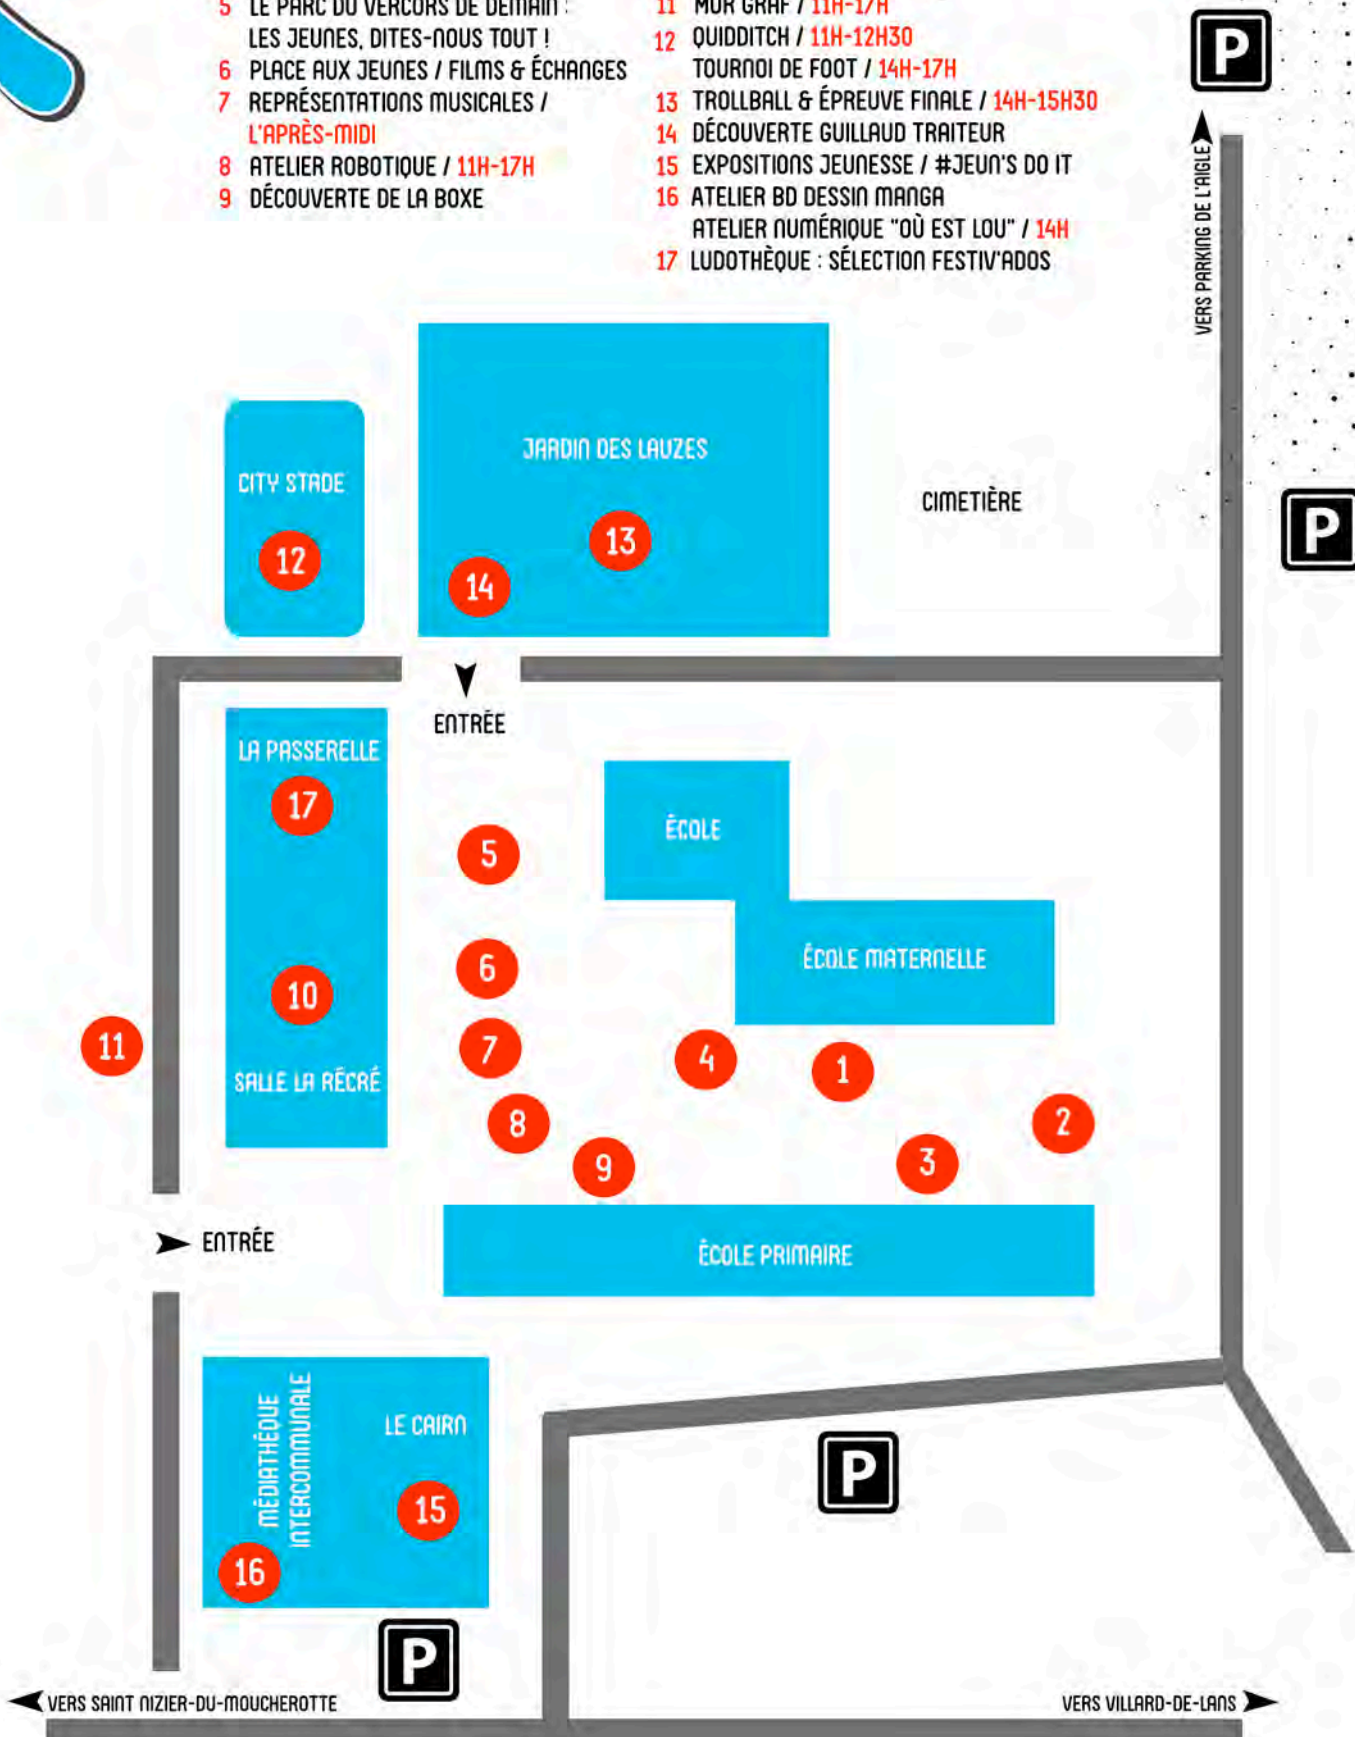 5 LE PARC DU VERCORS DE DEMAIN :
LES JEUNES, DITES-NOUS TOUT !
6 PLACE AUX JEUNES / FILMS & ÉCHANGES
7 REPRÉSENTATIONS MUSICALES /
L'APRÈS-MIDI
8 ATELIER ROBOTIQUE / 11H-17H
9 DÉCOUVERTE DE LA BOXE
11 MUR GRAF / 11H-17H
12 QUIDDITCH / 11H-12H30
TOURNOI DE FOOT / 14H-17H
13 TROLLBALL & ÉPREUVE FINALE / 14H-15H30
14 DÉCOUVERTE GUILLAUD TRAITEUR
15 EXPOSITIONS JEUNESSE / #JEUN'S DO IT
16 ATELIER BD DESSIN MANGA
ATELIER NUMÉRIQUE "OÙ EST LOU" / 14H
17 LUDOTHÈQUE : SÉLECTION FESTIV'ADOS
P
VERS PARKING DE L'AIGLE
JARDIN DES LAUZES
CITY STADE
CIMETIÈRE
P
13
12
14
ENTRÉE
LA PASSERELLE
17
ÉCOLE
5
ÉCOLE MATERNELLE
6
10
11
7
4
1
SALLE LA RÉCRÉ
8
2
9
3
ENTRÉE
ÉCOLE PRIMAIRE
MÉDIATHÈQUE
INTERCOMMUNALE
LE CAIRN
P
15
16
P
VERS SAINT NIZIER-DU-MOUCHEROTTE
VERS VILLARD-DE-LANS